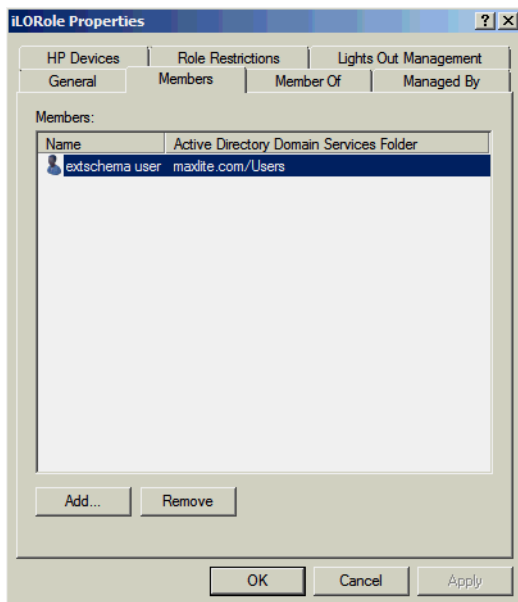 iLORole Properties
HP Devices Role Restrictions Lights Out Management
General Members Member Of Managed By
Members:
Name Active Directory Domain Services Folder
extschema user maxlite.com/Users
Add... Remove
OK Cancel Apply